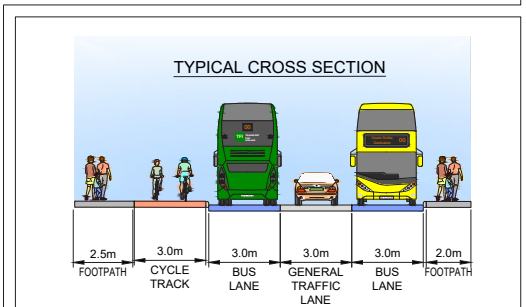 TYPICAL CROSS SECTION
TFI
2.5m 3.0m 3.0m 3.0m 3.0m 2.0m
FOOTPATH CYCLE TRACK BUS LANE GENERAL TRAFFIC LANE BUS LANE FOOTPATH